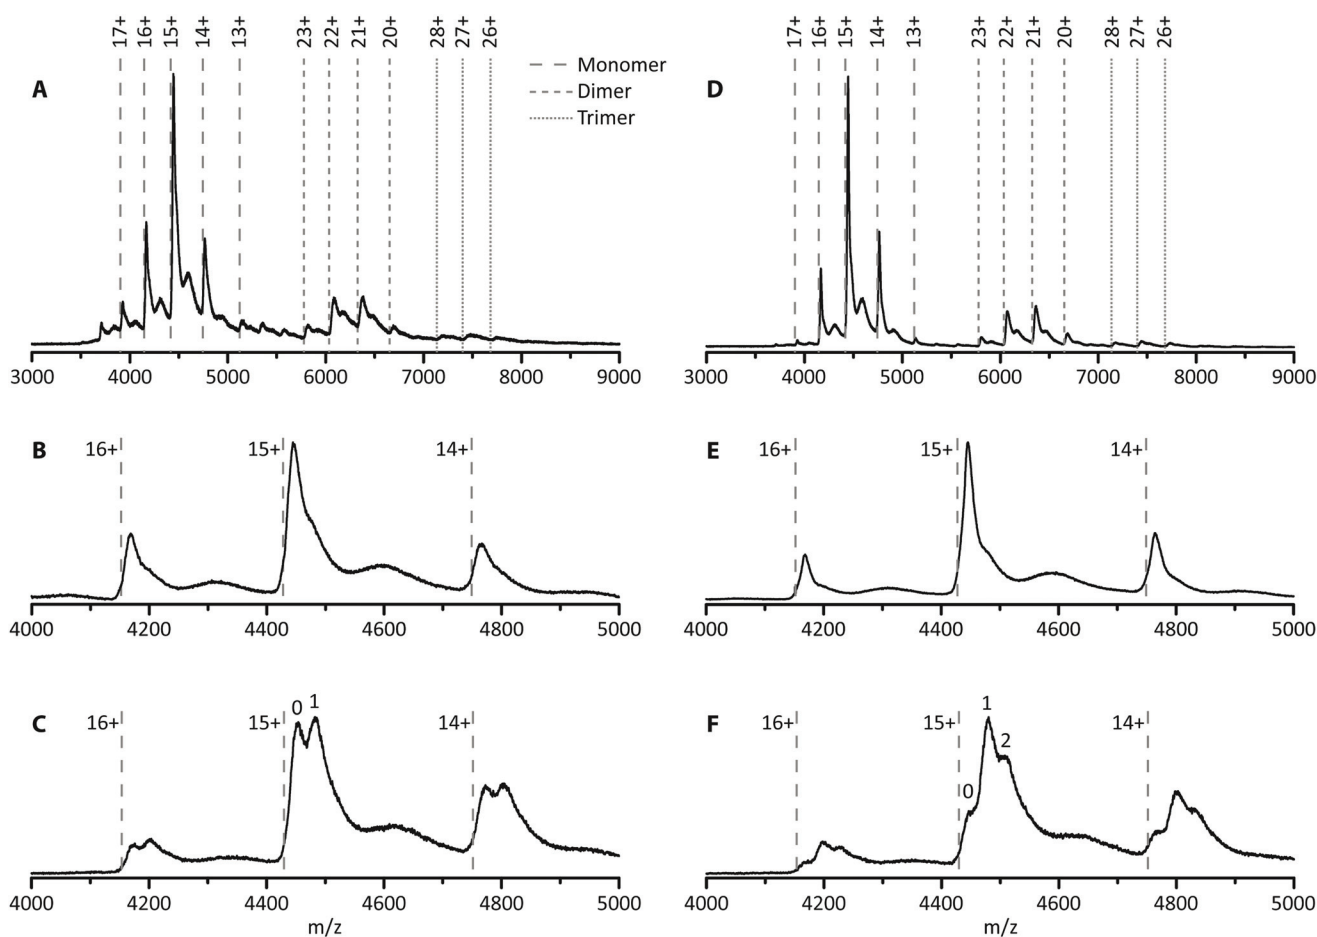 17+ 16+ 15+ 14+ 13+ 23+ 22+ 21+ 20+ 28+ 27+ 26+
A
Monomer
Dimer
Trimer
3000 4000 5000 6000 7000 8000 9000
17+ 16+ 15+ 14+ 13+ 23+ 22+ 21+ 20+ 28+ 27+ 26+
D
3000 4000 5000 6000 7000 8000 9000
B 16+ 15+ 14+
4000 4200 4400 4600 4800 5000
E 16+ 15+ 14+
4000 4200 4400 4600 4800 5000
C 16+ 15+ 0 1 14+
4000 4200 4400 4600 4800 5000
m/z
F 16+ 15+ 0 1 2 14+
4000 4200 4400 4600 4800 5000
m/z